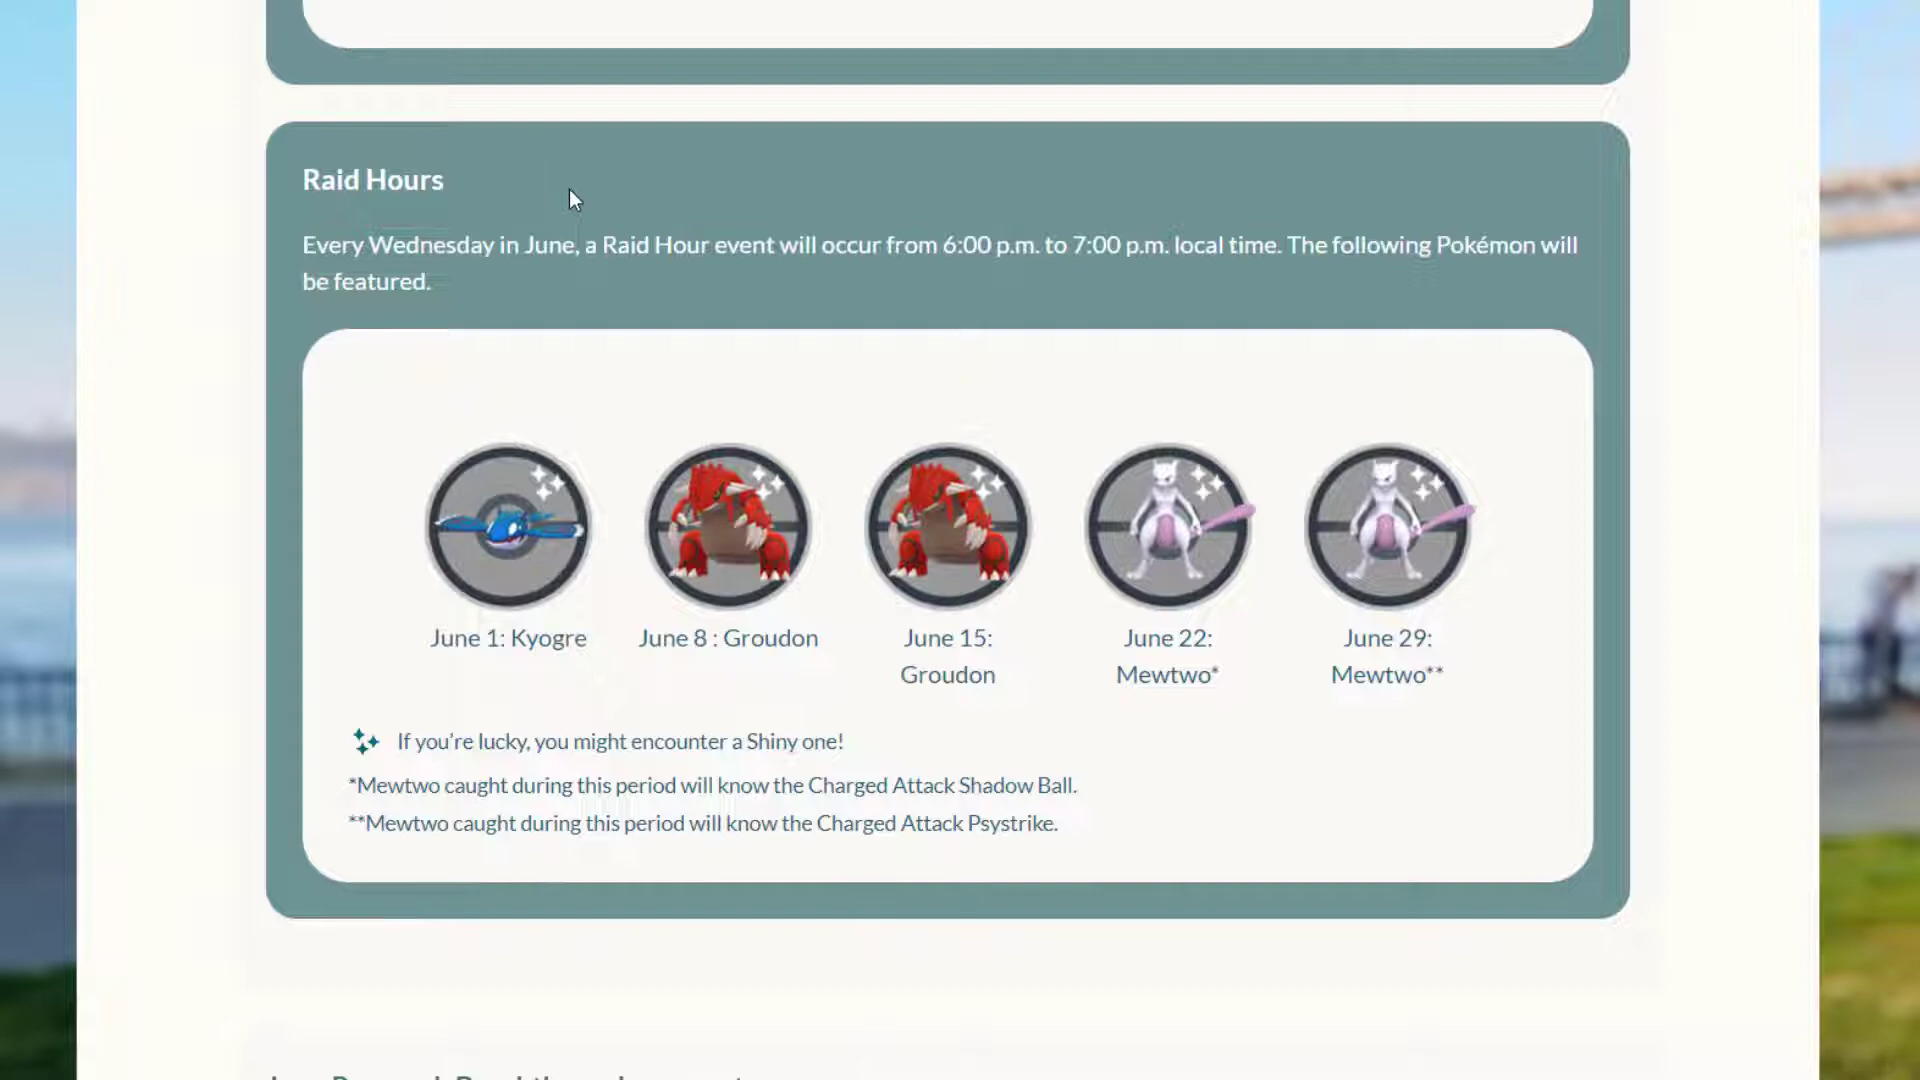 Raid Hours
Every Wednesday in June, a Raid Hour event will occur from 6:00 p.m. to 7:00 p.m. local time. The following Pokémon will
be featured.
June 1: Kyogre
June 8 : Groudon
June 15:
Groudon
June 22:
Mewtwo*
June 29:
Mewtwo**
If you’re lucky, you might encounter a Shiny one!
*Mewtwo caught during this period will know the Charged Attack Shadow Ball.
**Mewtwo caught during this period will know the Charged Attack Psystrike.